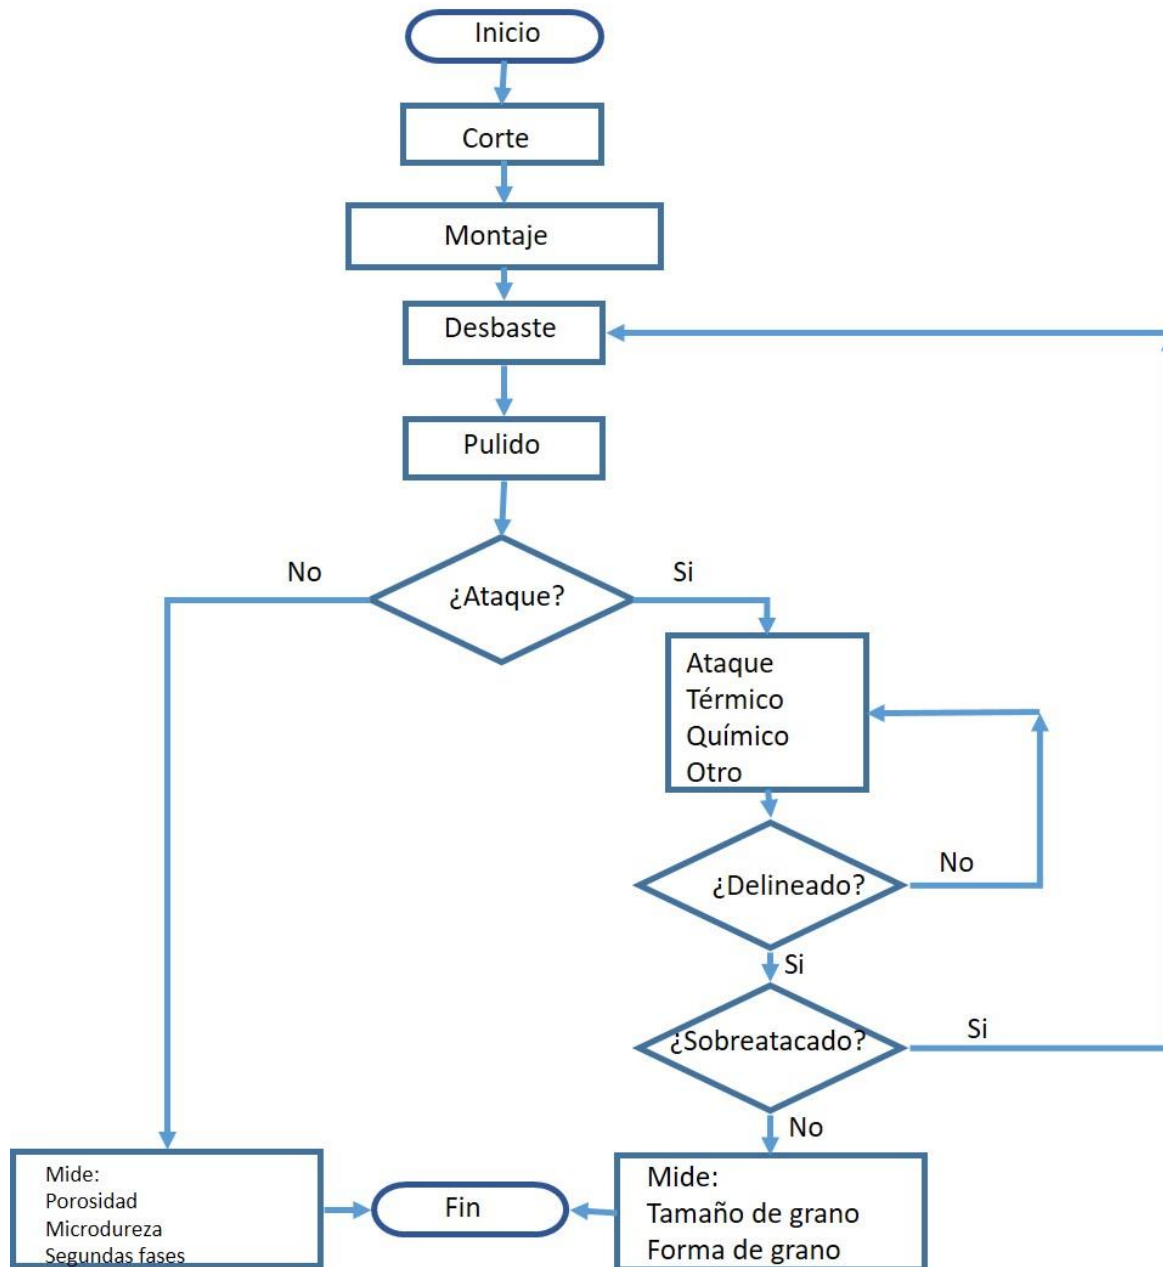 Inicio
Corte
Montaje
Desbaste
Pulido
No
¿Ataque?
Si
Ataque
Térmico
Químico
Otro
¿Delineado?
No
Si
¿Sobreatacado?
Si
No
Mide:
Porosidad
Microdureza
Segundas fases
Fin
Mide:
Tamaño de grano
Forma de grano